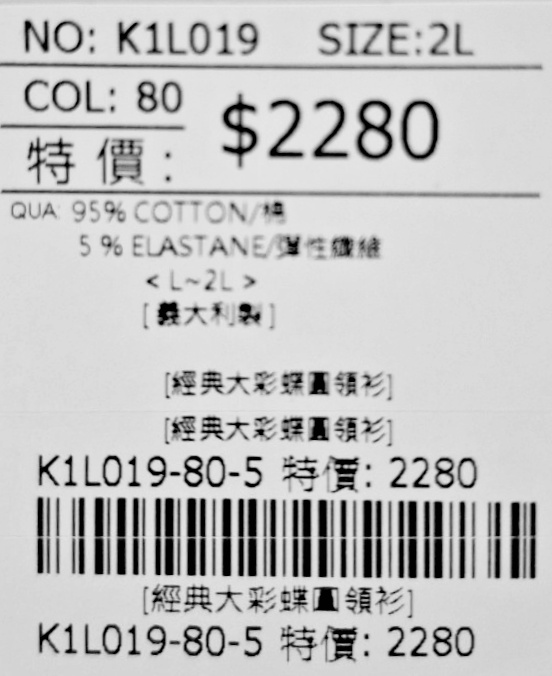 NO: K1L019 SIZE:2L
COL: 80
$2280
特價:
QUA: 95% COTTON/棉
5 % ELASTANE/彈性纖維
< L~2L >
[ 義大利製 ]
[經典大彩蝶圓領衫]
[經典大彩蝶圓領衫]
K1L019-80-5 特價: 2280
[經典大彩蝶圓領衫]
K1L019-80-5 特價: 2280